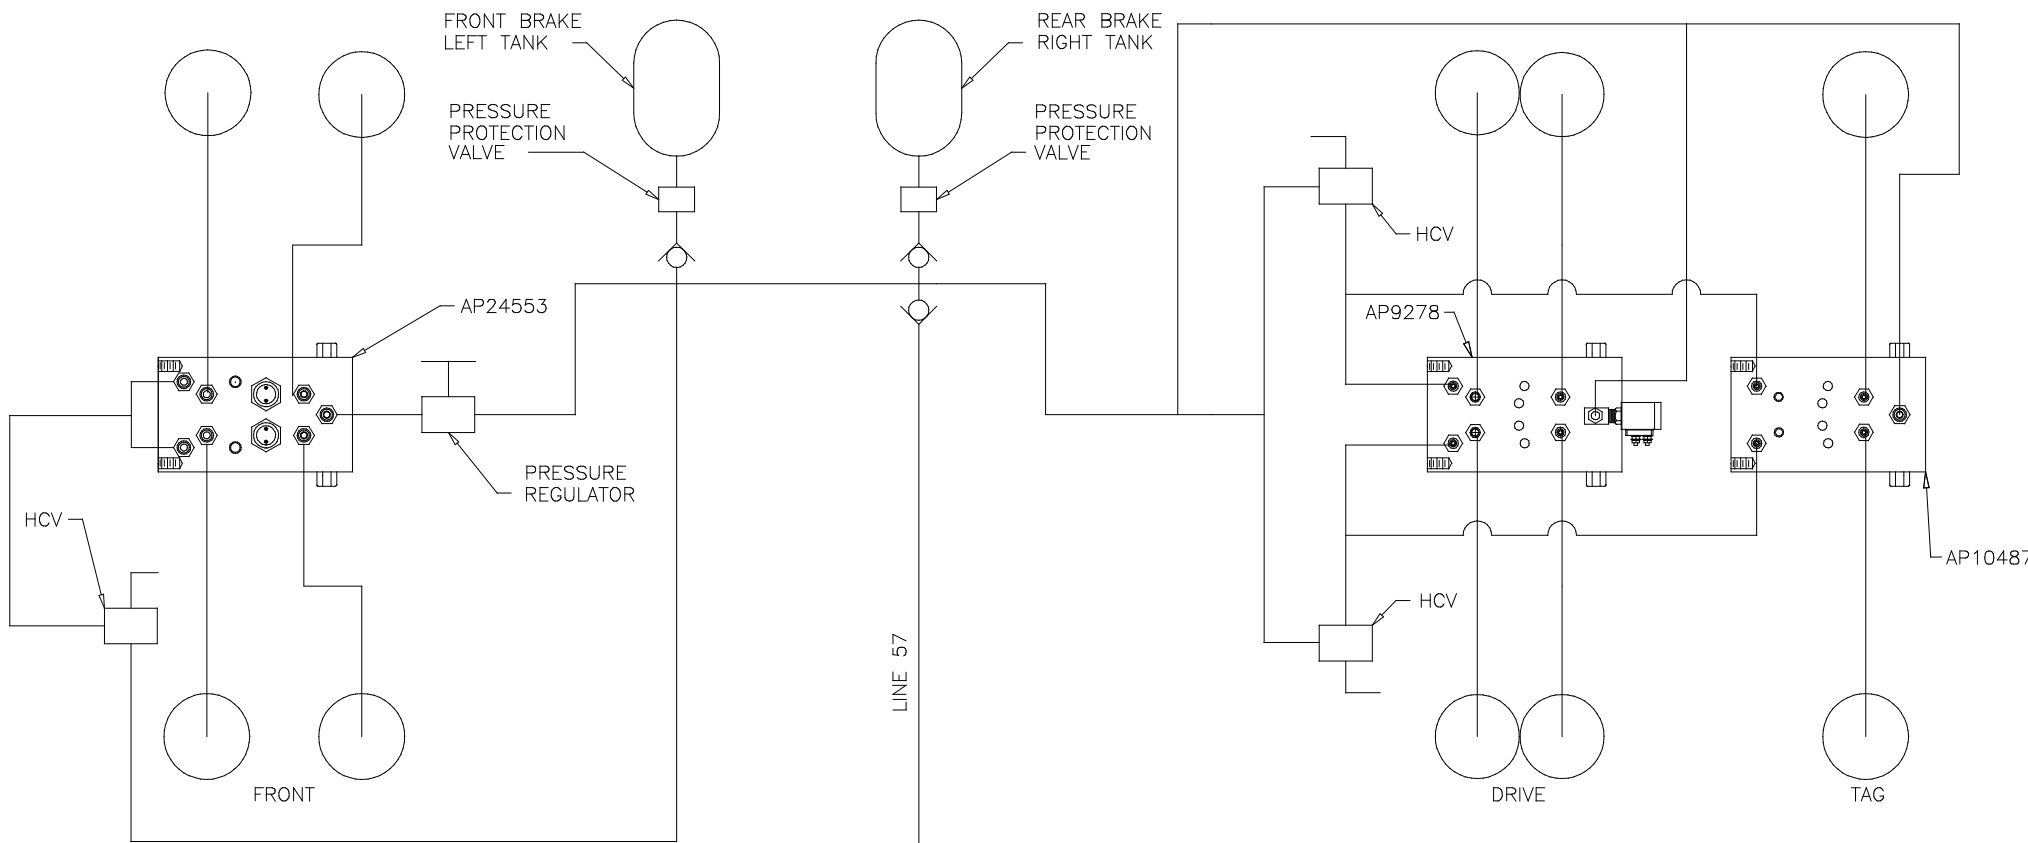 FRONT BRAKE
LEFT TANK
REAR BRAKE
RIGHT TANK
PRESSURE
PROTECTION
VALVE
PRESSURE
PROTECTION
VALVE
HCV
AP24553
AP9278
PRESSURE
REGULATOR
HCV
AP10487
HCV
LINE 57
FRONT
DRIVE
TAG